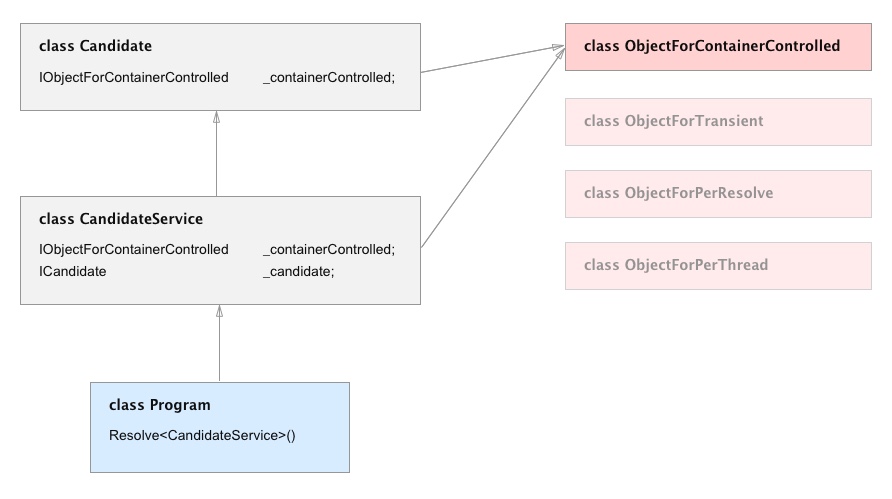 class Candidate
IObjectForContainerControlled _containerControlled;
class ObjectForContainerControlled
class ObjectForTransient
class ObjectForPerResolve
class ObjectForPerThread
class CandidateService
IObjectForContainerControlled _containerControlled;
ICandidate _candidate;
class Program
Resolve<CandidateService>()